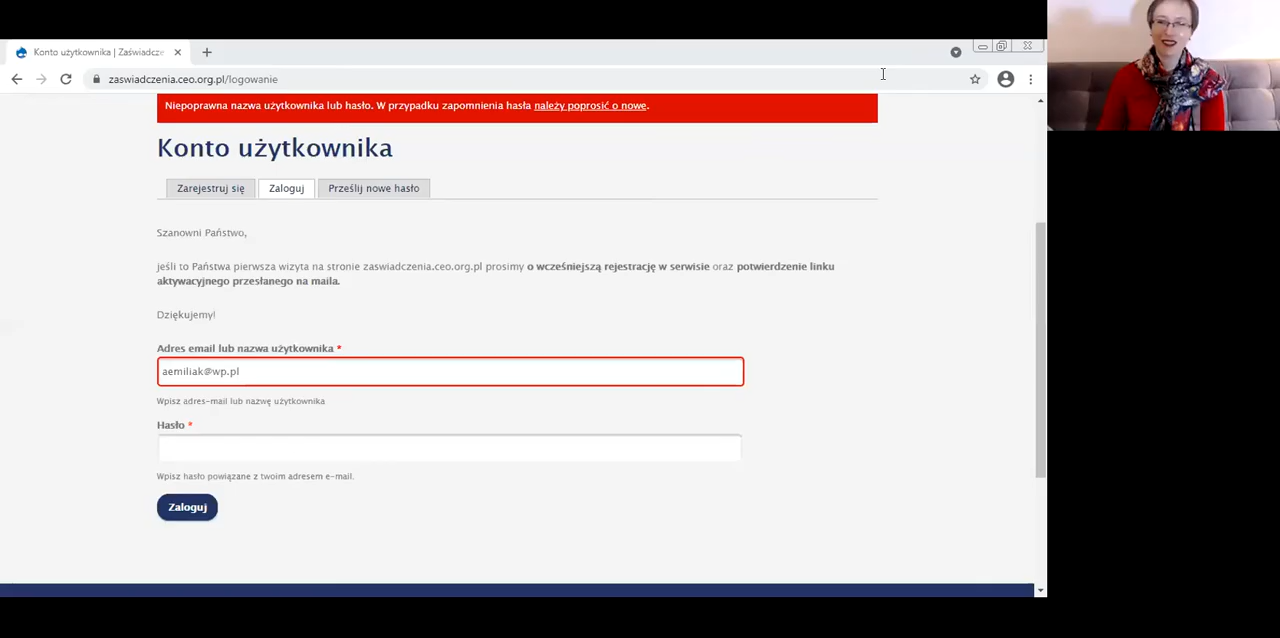 Konto użytkownika | Zaświadcze
zaswiadczenia.ceo.org.pl/logowanie
Niepoprawna nazwa użytkownika lub hasło. W przypadku zapomnienia hasła należy poprosić o nowe.
Konto użytkownika
Zarejestruj się
Zaloguj
Prześlij nowe hasło
Szanowni Państwo,
jeśli to Państwa pierwsza wizyta na stronie zaswiadczenia.ceo.org.pl prosimy o wcześniejszą rejestrację w serwisie oraz potwierdzenie linku
aktywacyjnego przesłanego na maila.
Dziękujemy!
Adres email lub nazwa użytkownika *
aemiliak@wp.pl
Wpisz adres-mail lub nazwę użytkownika
Hasło *
Wpisz hasło powiązane z twoim adresem e-mail.
Zaloguj